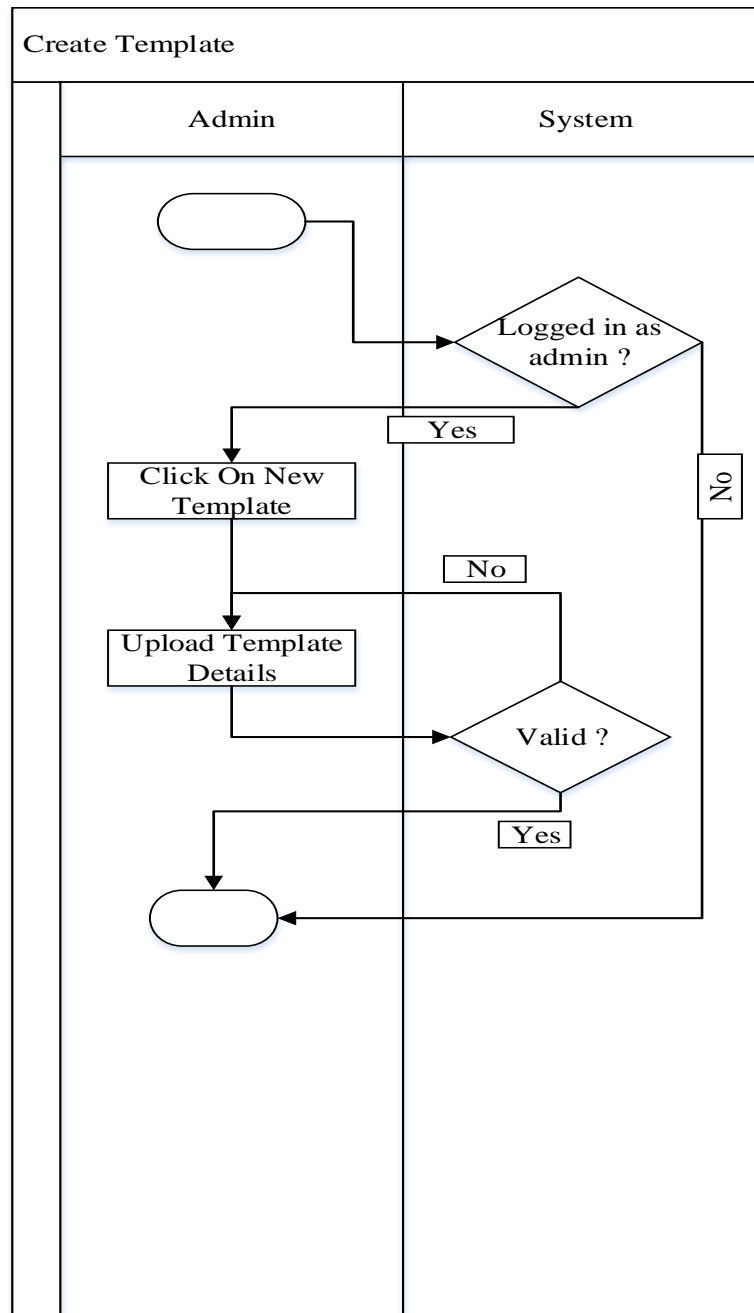 Create Template
Admin
System
Logged in as
admin ?
Yes
No
Click On New
Template
No
Upload Template
Details
Valid ?
Yes